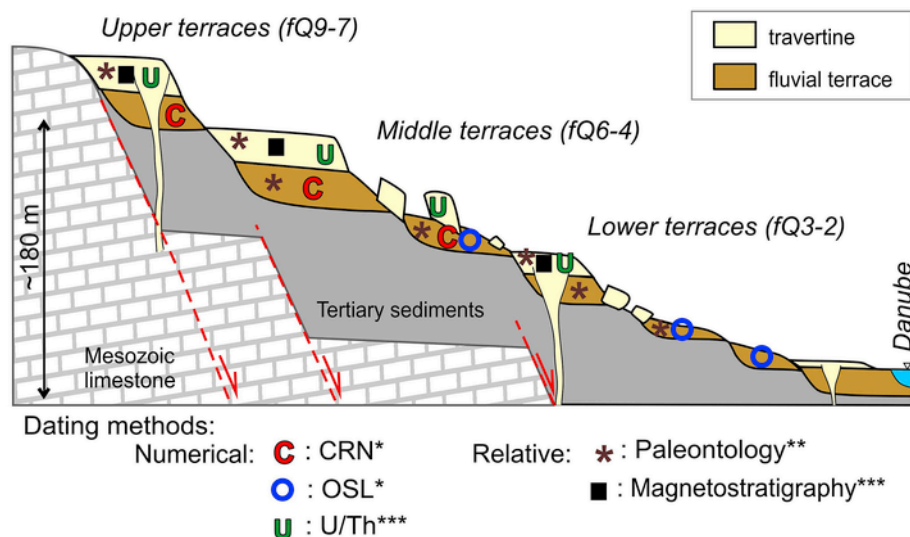 Upper terraces (fQ9-7)
travertine
fluvial terrace
U
C
Middle terraces (fQ6-4)
U
C
U
C
Lower terraces (fQ3-2)
U
~180 m
Tertiary sediments
Mesozoic
limestone
Danube
Dating methods:
Numerical: C : CRN* Relative: * : Paleontology**
: OSL* : Magnetostratigraphy***
U : U/Th***